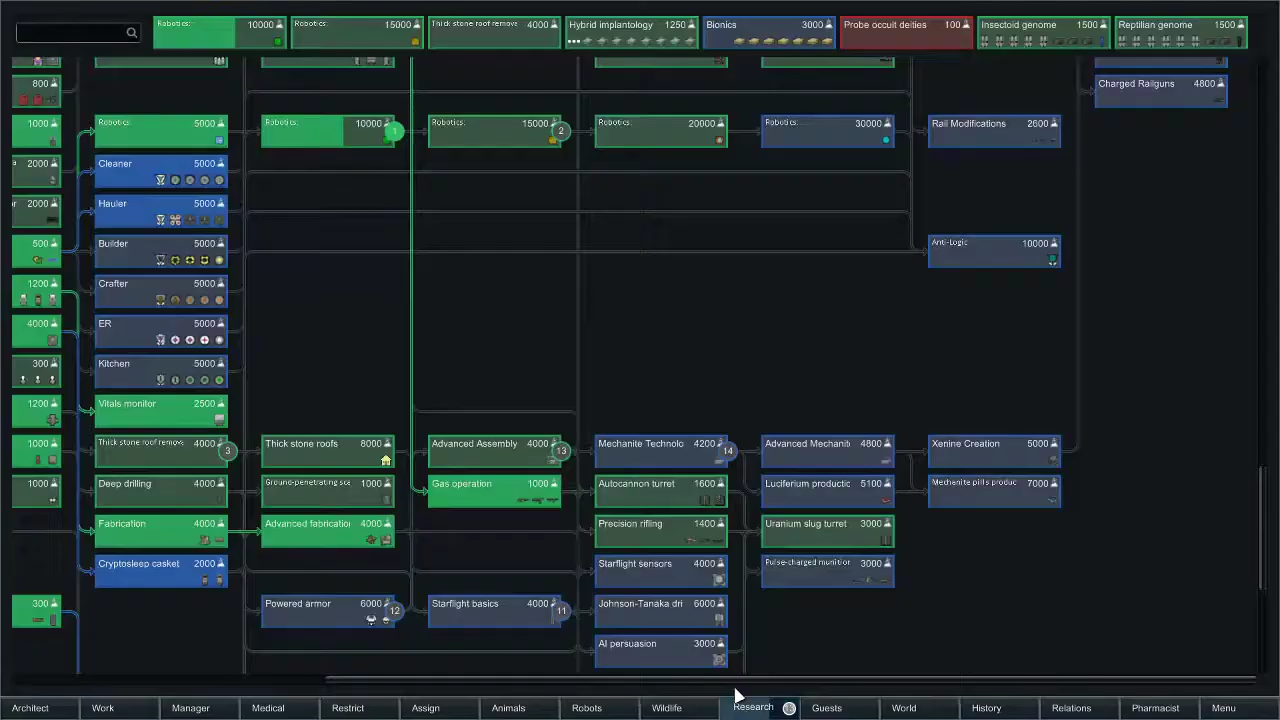 Robotics: 10000
Robotics: 15000
Thick stone roof remove 4000
Hybrid implantology 1250
Bionics 3000
Probe occult deities 100
Insectoid genome 1500
Reptilian genome 1500
800
Charged Railguns 4800
1000
Robotics: 5000
Robotics: 10000 1
Robotics: 15000 2
Robotics: 20000
Robotics: 30000
Rail Modifications 2600
2000
Cleaner 5000
2000
Hauler 5000
500
Builder 5000
Anti-Logic 10000
1200
Crafter 5000
4000
ER 5000
300
Kitchen 5000
1200
Vitals monitor 2500
1000
Thick stone roof remov 4000 3
Thick stone roofs 8000
Advanced Assembly 4000 13
Mechanite Technolo 4200 14
Advanced Mechanit 4800
Xenine Creation 5000
1000
Deep drilling 4000
Ground-penetrating sca 1000
Gas operation 1000
Autocannon turret 1600
Luciferium productic 5100
Mechanite pills produc 7000
Fabrication 4000
Advanced fabricatior 4000
Precision rifling 1400
Uranium slug turret 3000
Cryptosleep casket 2000
Starflight sensors 4000
Pulse-charged munition 3000
300
Powered armor 6000 12
Starflight basics 4000 11
Johnson-Tanaka dri 6000
AI persuasion 3000
Architect Work Manager Medical Restrict Assign Animals Robots Wildlife Research Guests World History Relations Pharmacist Menu